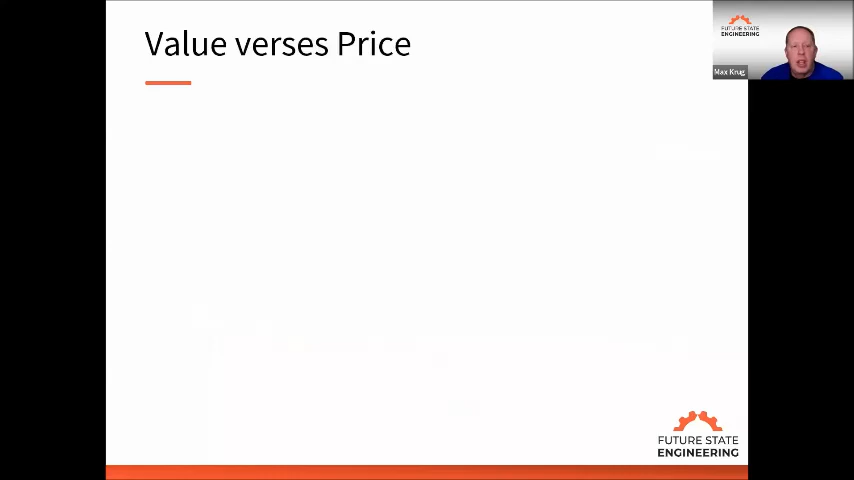 Value verses Price
FUTURE STATE
ENGINEERING
Max Krug
FUTURE STATE
ENGINEERING